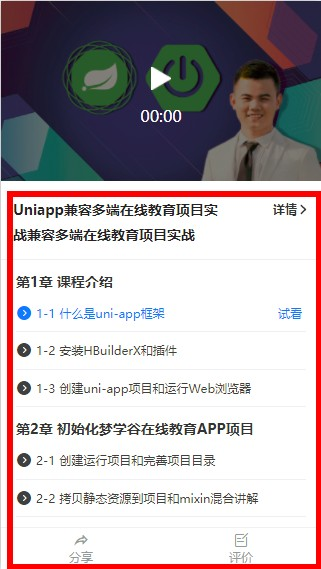 00:00
Uniapp兼容多端在线教育项目实
详情
战兼容多端在线教育项目实战
第1章 课程介绍
1-1 什么是uni-app框架
试看
1-2 安装HBuilderX和插件
1-3 创建uni-app项目和运行Web浏览器
第2章 初始化梦学谷在线教育APP项目
2-1 创建运行项目和完善项目目录
2-2 拷贝静态资源到项目和mixin混合讲解
分享
评价